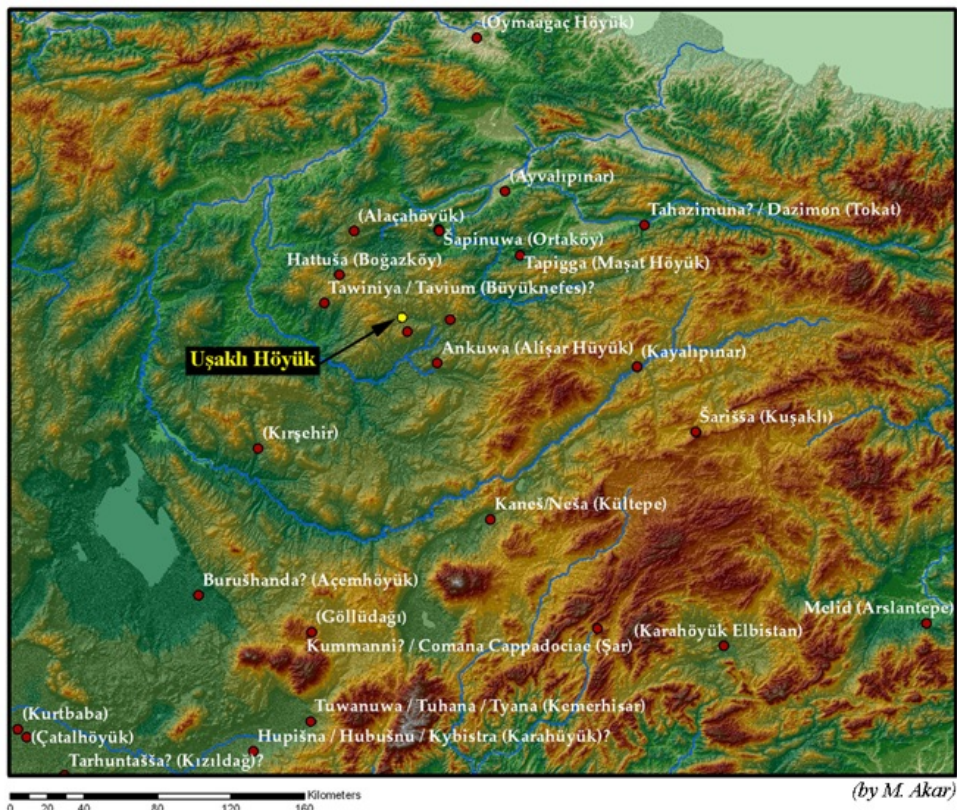 (Oymaağaç Höyük)
(Ayvalıpınar)
(Alaçahöyük)
Tahazimuna? / Dazimon (Tokat)
Šapinuwa (Ortaköy)
Hattuša (Boğazköy)
Tapigga (Maşat Höyük)
Tawiniya / Tavium (Büyüknefes)?
Uşaklı Höyük
Ankuwa (Alişar Hüyük)
(Kayalıpınar)
Šarišša (Kuşaklı)
(Kırşehir)
Kaneš/Neša (Kültepe)
Burušhanda? (Açemhöyük)
Melid (Arslantepe)
(Göllüdağı)
(Karahöyük Elbistan)
Kummanni? / Comana Cappadociae (Şar)
Tuwanuwa / Tuhana / Tyana (Kemerhisar)
(Kurtbaba)
(Çatalhöyük)
Hupišna / Hubušnu / Kybistra (Karahüyük)?
Tarhuntašša? (Kızıldağ)?
Kilometers
0 20 40 80 120 160
(by M. Akar)